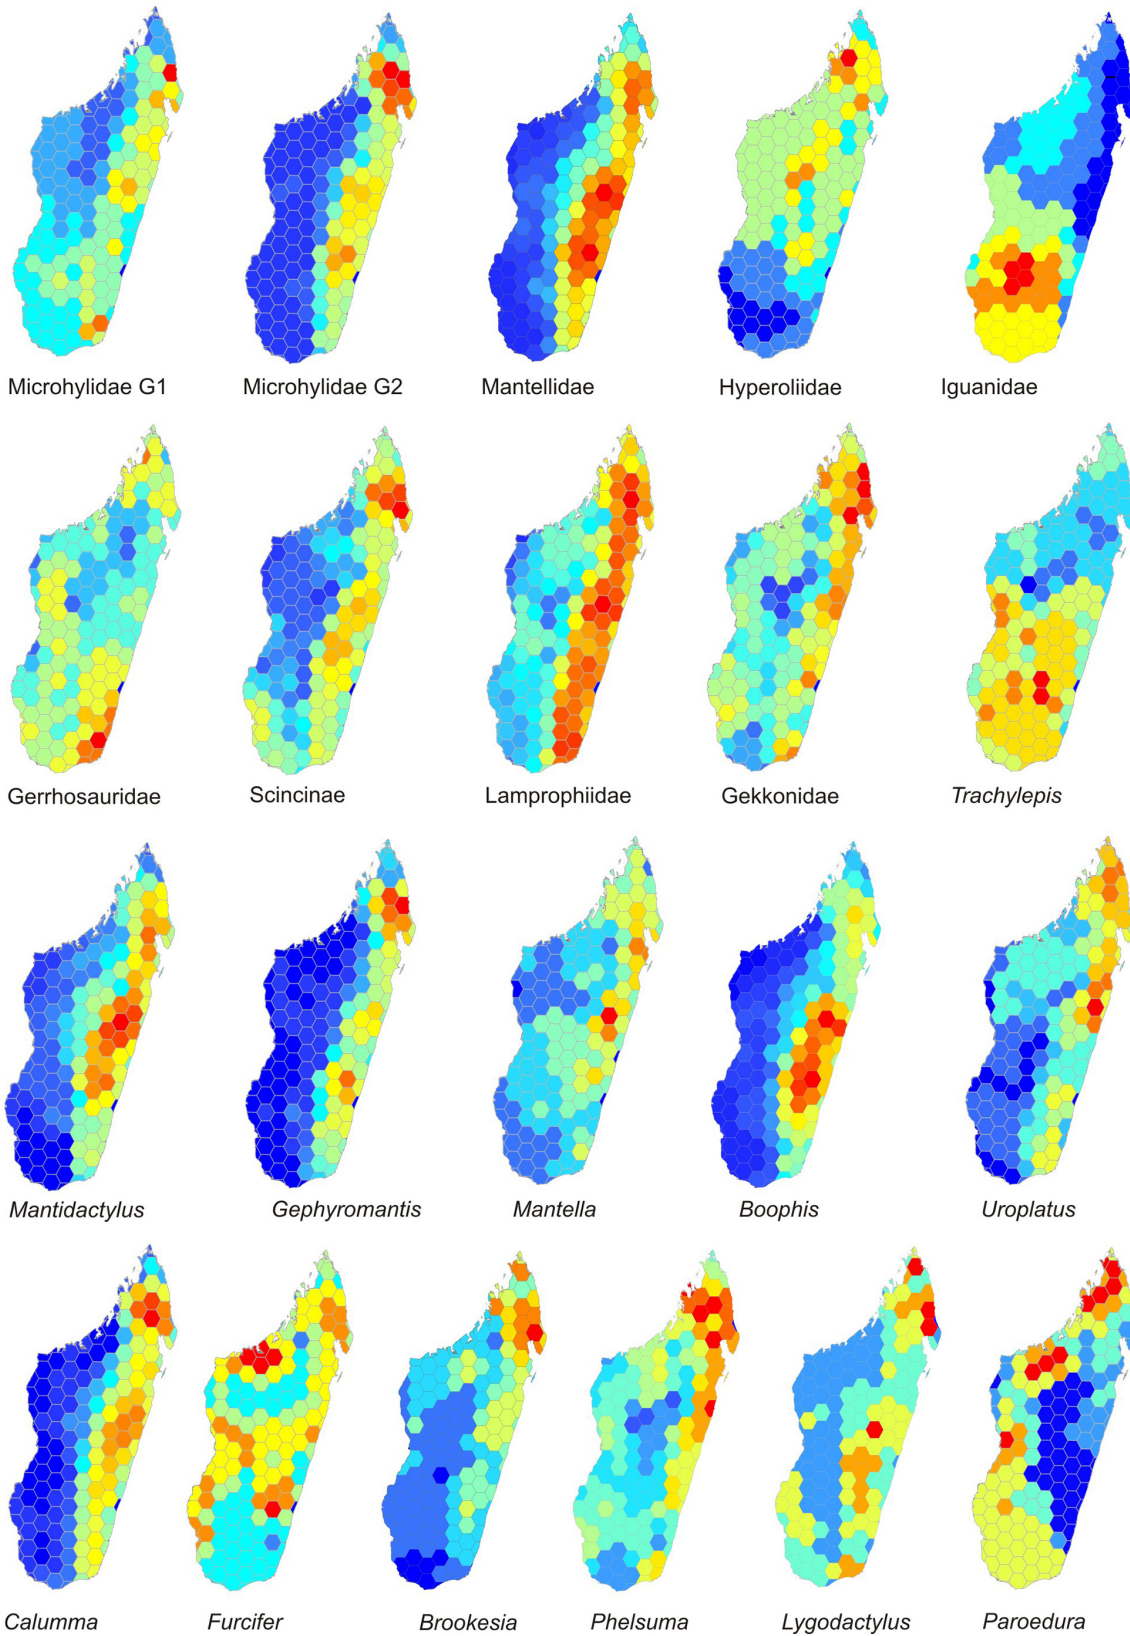 Microhylidae G1 Microhylidae G2 Mantellidae Hyperoliidae Iguanidae
Gerrhosauridae Scincinae Lamprophiidae Gekkonidae Trachylepis
Mantidactylus Gephyromantis Mantella Boophis Uroplatus
Calumma Furcifer Brookesia Phelsuma Lygodactylus Paroedura